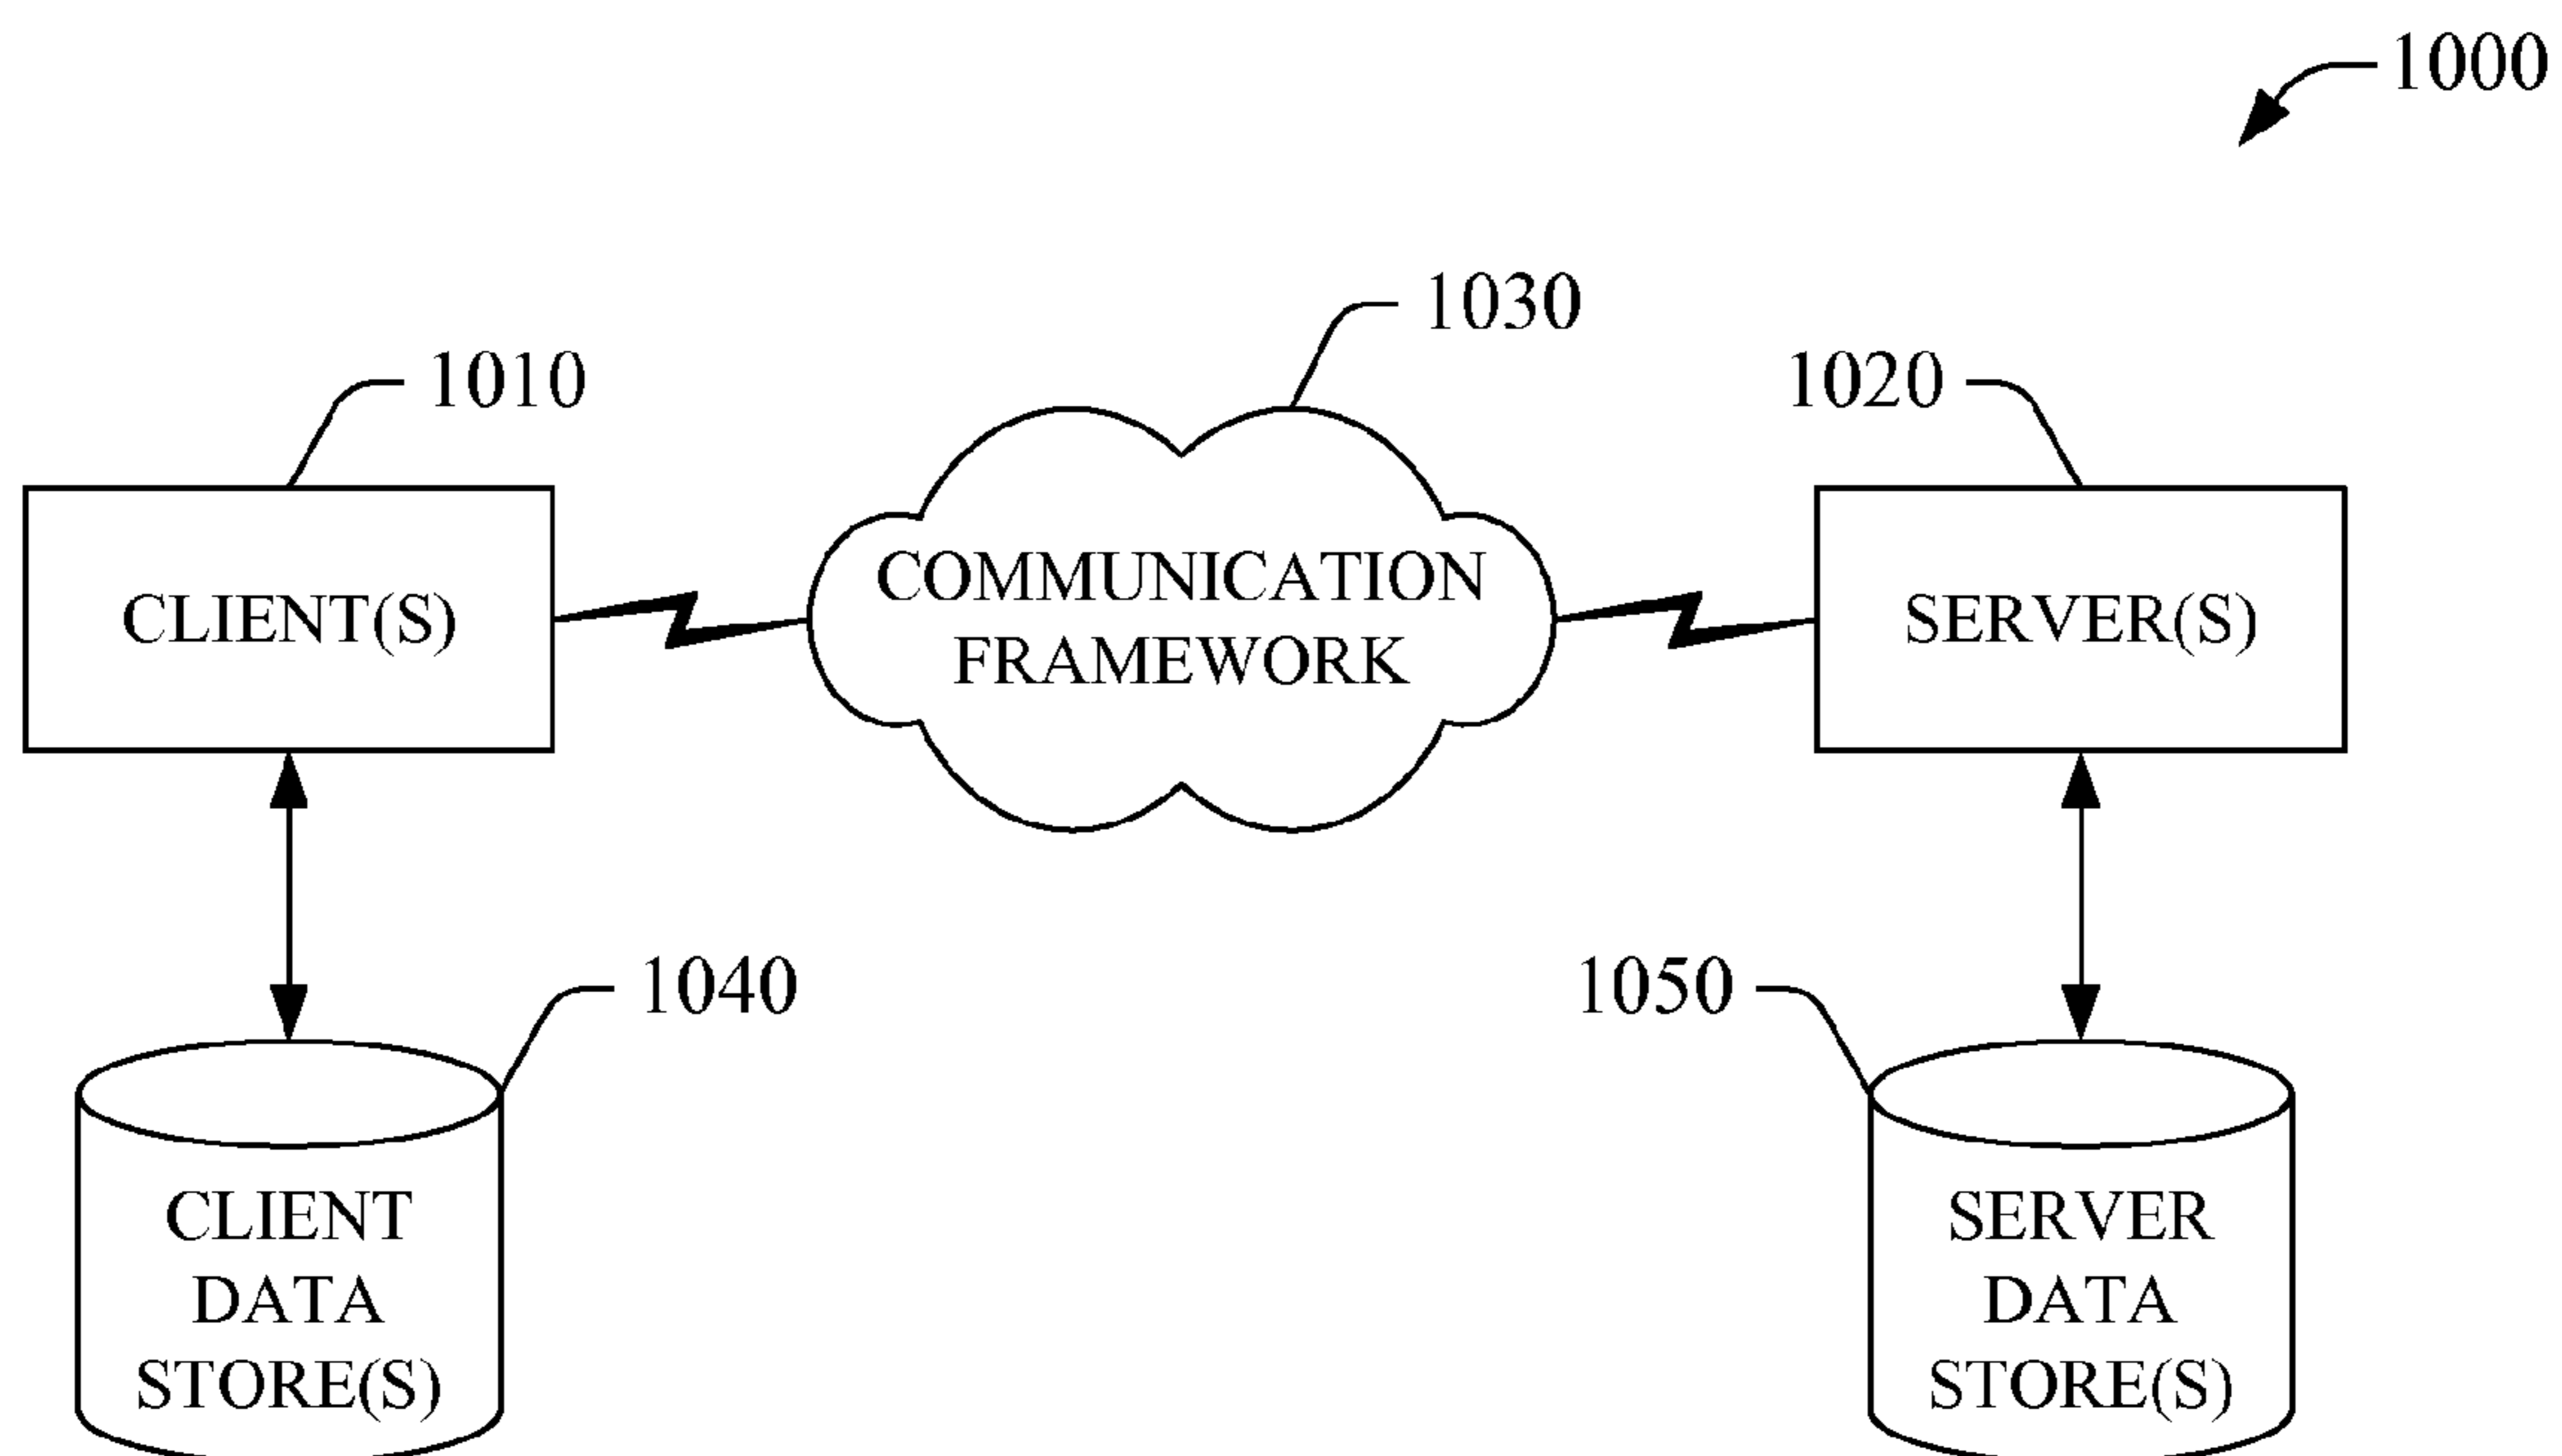 1000
1030
1010
1020
CLIENT(S)
COMMUNICATION
FRAMEWORK
SERVER(S)
1040
1050
CLIENT
DATA
STORE(S)
SERVER
DATA
STORE(S)